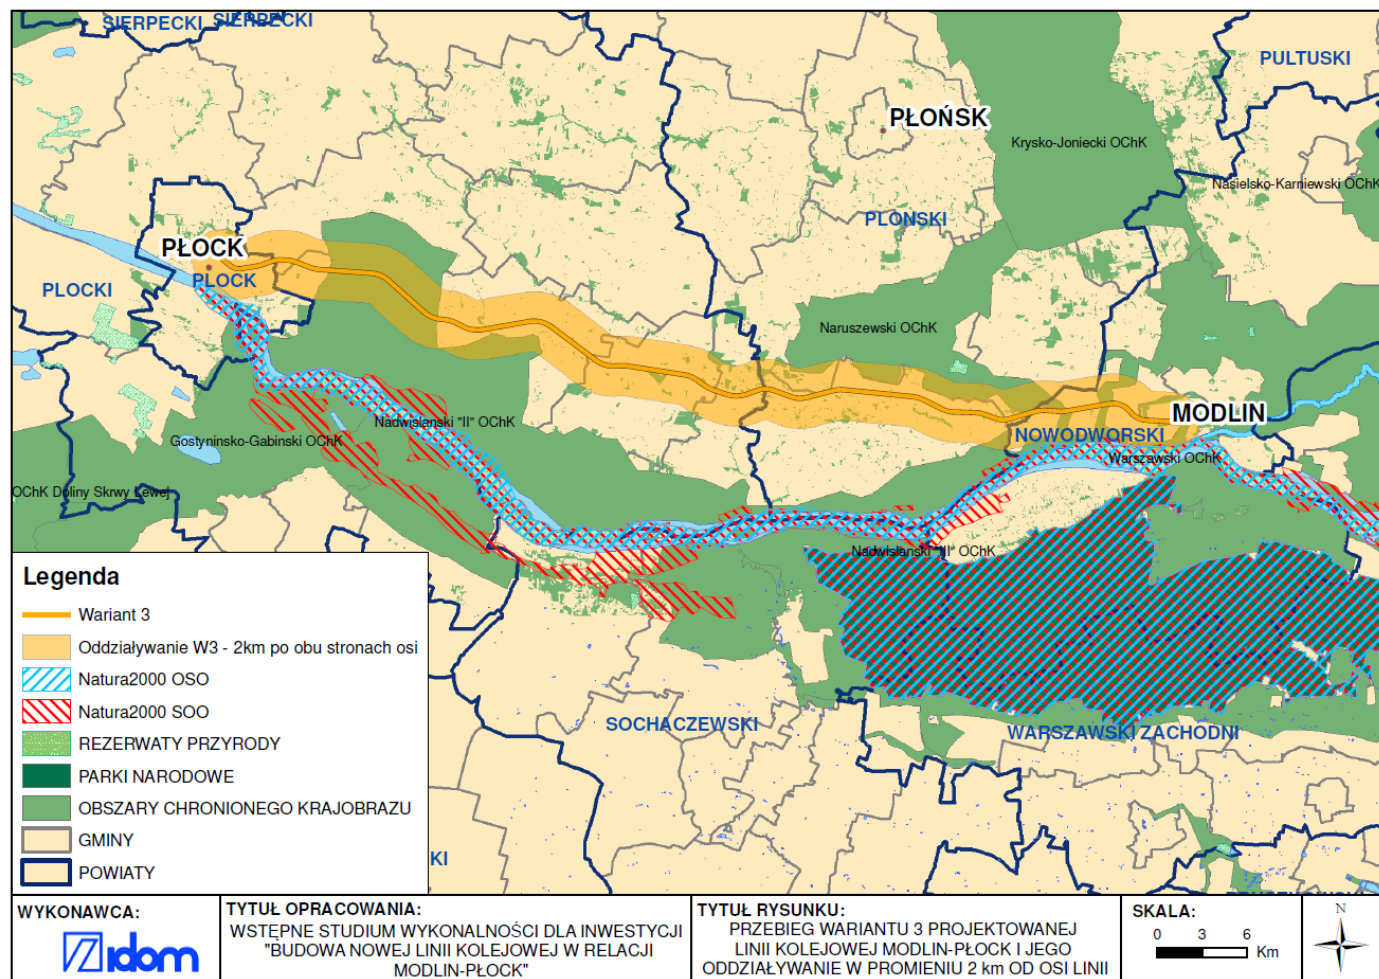 SIERPECKI
SIERPECKI
PULTUSKI
PŁOŃSK
Krysko-Joniecki OChK
Nasielsko-Karniewski OChK
PLONSKI
PŁOCK
PLOCK
PLOCKI
Naruszewski OChK
MODLIN
NOWODWORSKI
Nadwislanski "II" OChK
Gostyninsko-Gabinski OChK
Warszawski OChK
OChK Doliny Skrwy Lewej
Nadwislanski "III" OChK
SOCHACZEWSKI
WARSZAWSKI ZACHODNI
KI
Legenda
Wariant 3
Oddziaływanie W3 - 2km po obu stronach osi
Natura2000 OSO
Natura2000 SOO
REZERWATY PRZYRODY
PARKI NARODOWE
OBSZARY CHRONIONEGO KRAJOBRAZU
GMINY
POWIATY
WYKONAWCA:
idom
TYTUŁ OPRACOWANIA:
WSTĘPNE STUDIUM WYKONALNOŚCI DLA INWESTYCJI
"BUDOWA NOWEJ LINII KOLEJOWEJ W RELACJI
MODLIN-PŁOCK"
TYTUŁ RYSUNKU:
PRZEBIEG WARIANTU 3 PROJEKTOWANEJ
LINII KOLEJOWEJ MODLIN-PŁOCK I JEGO
ODDZIAŁYWANIE W PROMIENIU 2 km OD OSI LINII
SKALA:
0 3 6
Km
N